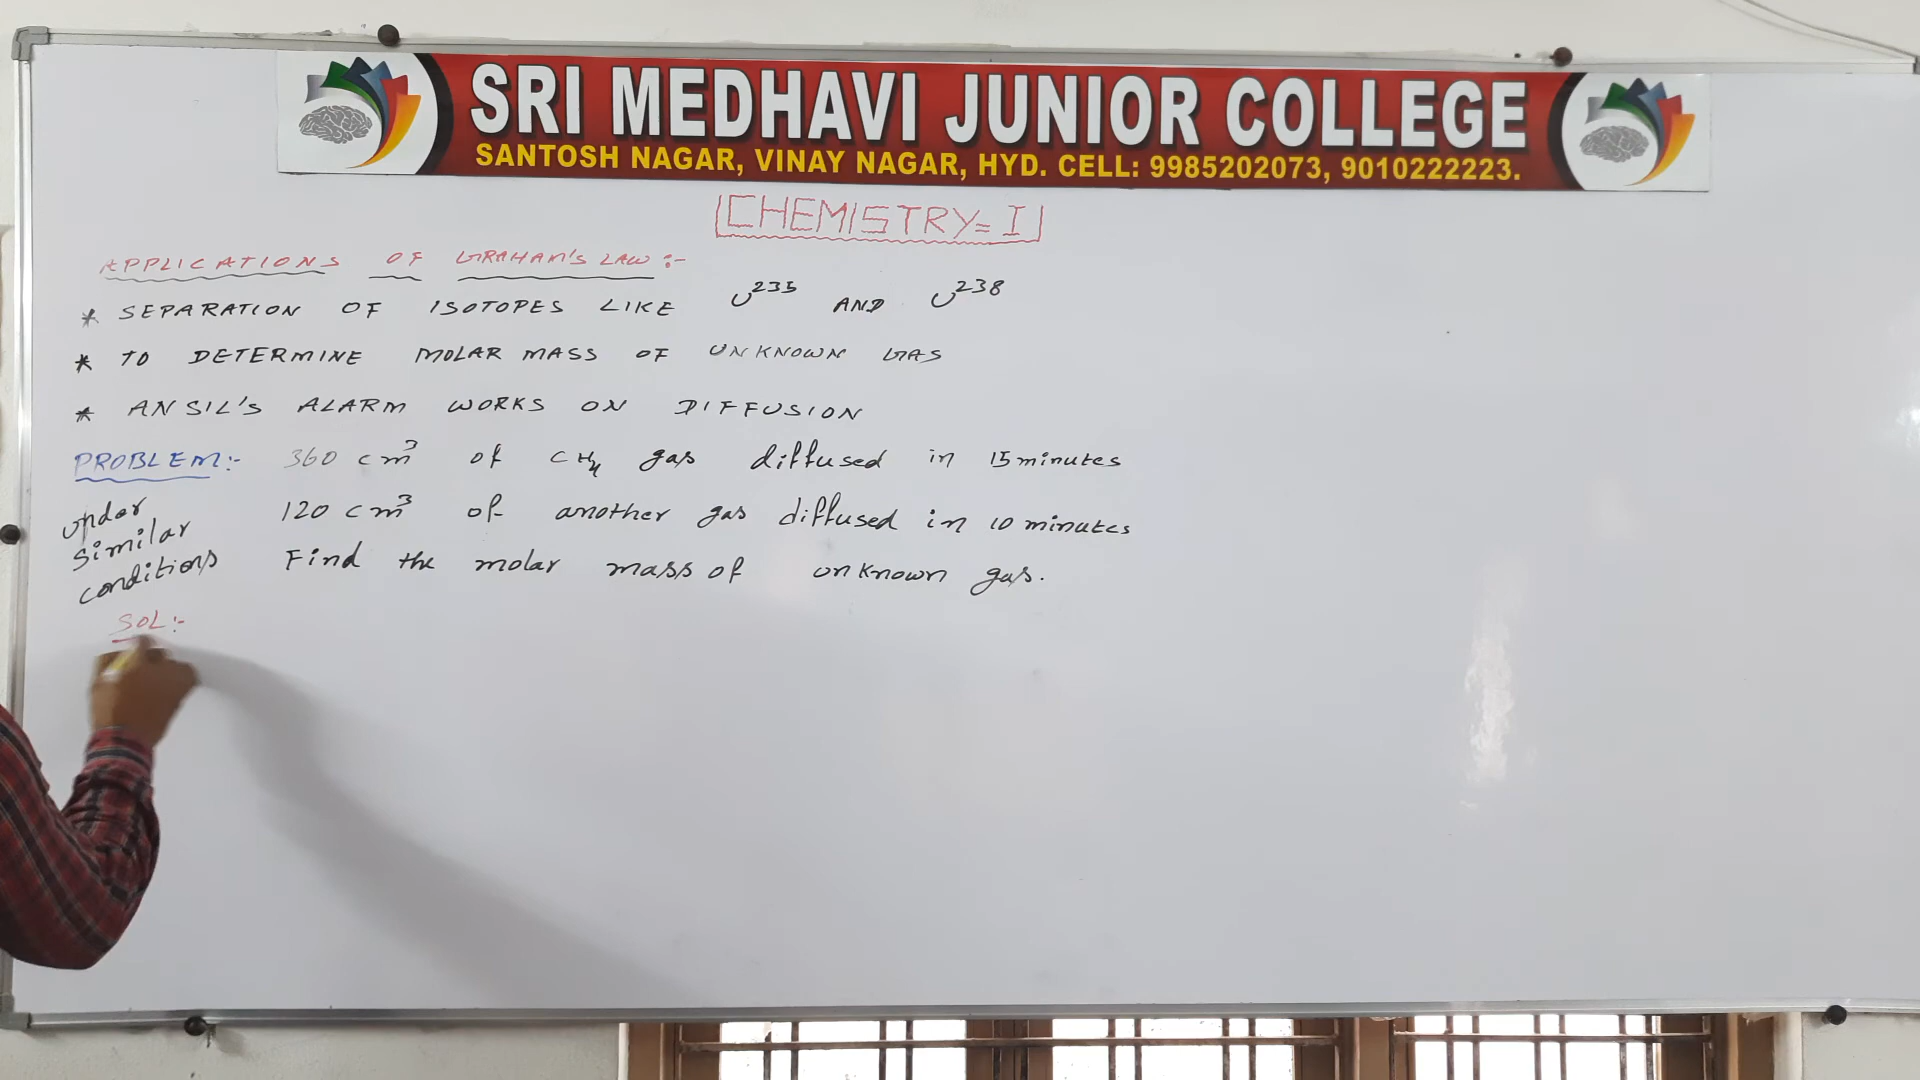 SRI MEDHAVI JUNIOR COLLEGE
SANTOSH NAGAR, VINAY NAGAR, HYD. CELL: 9985202073, 9010222223.
CHEMISTRY=I
APPLICATIONS OF GRAHAM'S LAW :-
* SEPARATION OF ISOTOPES LIKE U²³⁵ AND U²³⁸
* TO DETERMINE MOLAR MASS OF UNKNOWN GAS
* ANSIL'S ALARM WORKS ON DIFFUSION
PROBLEM:- 360 cm³ of CH₄ gas diffused in 15 minutes
under similar conditions
120 cm³ of another gas diffused in 10 minutes
Find the molar mass of unknown gas.
SOL:-